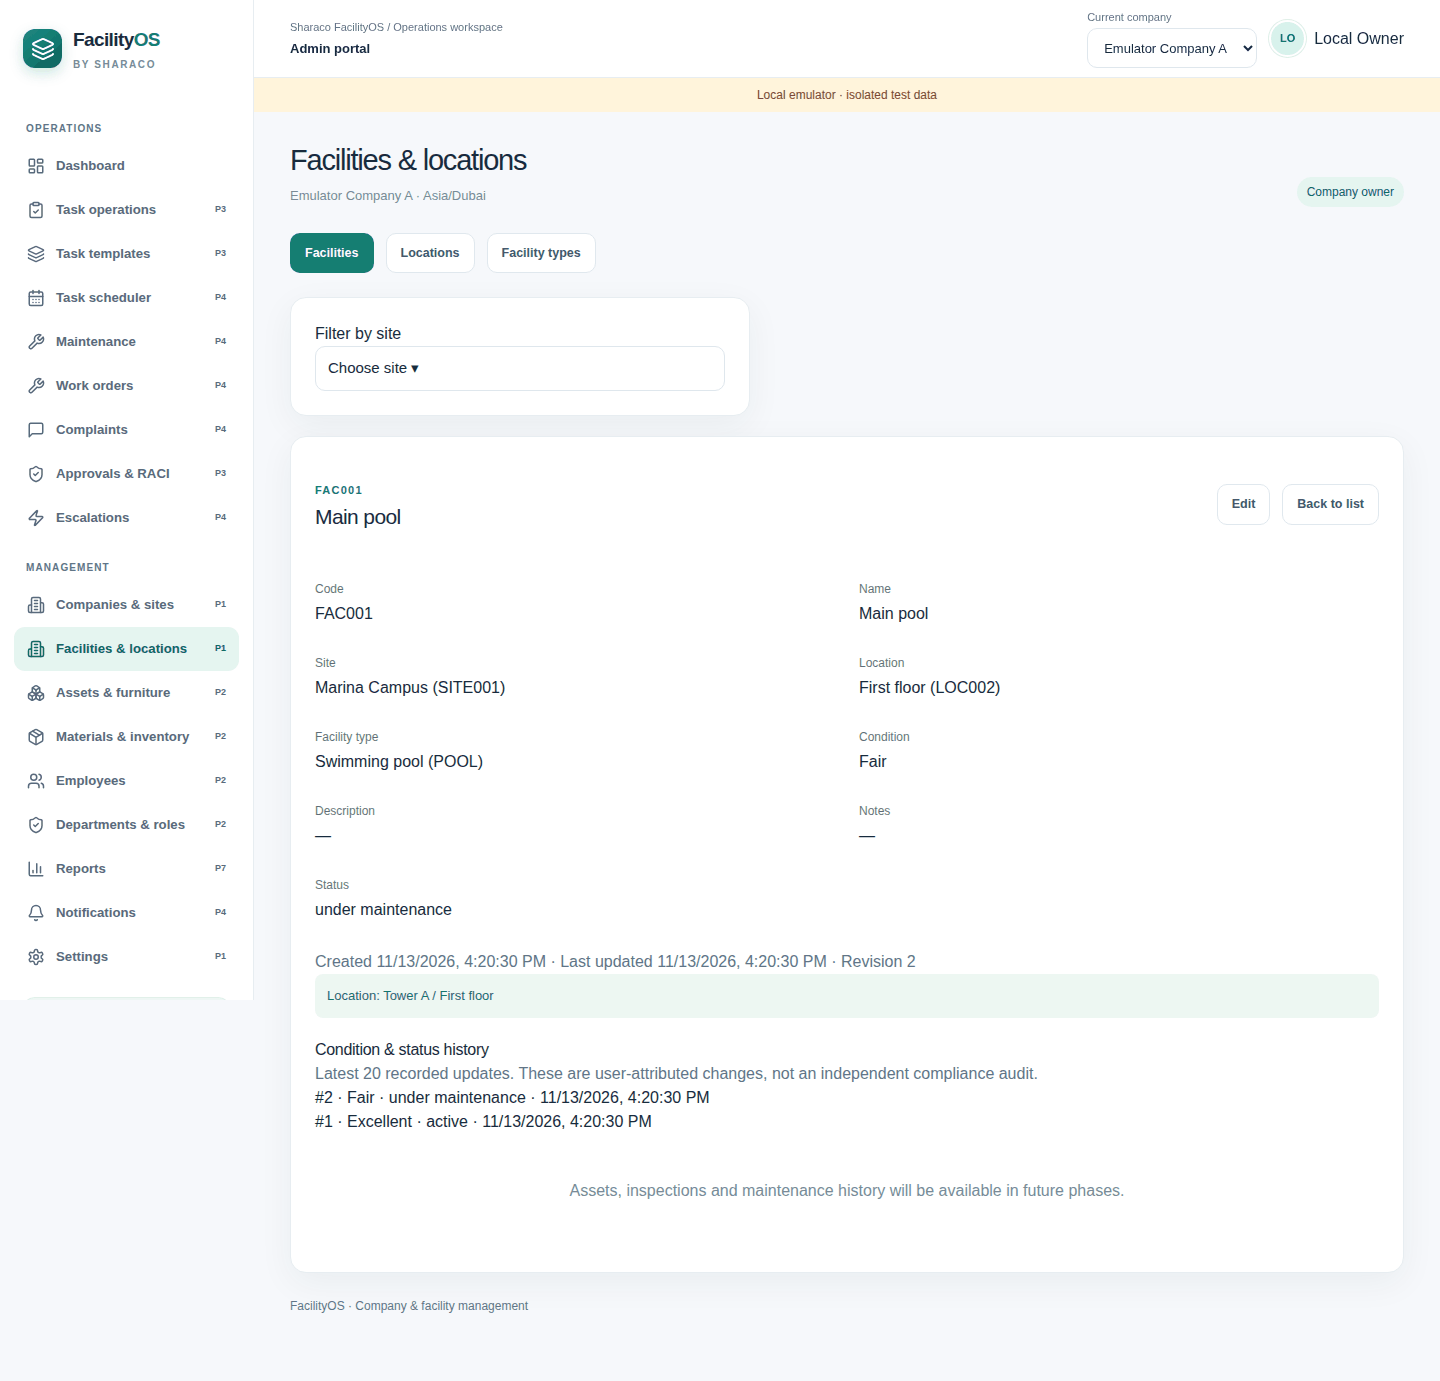 FacilityOS
BY SHARACO
OPERATIONS
Dashboard
Task operations P3
Task templates P3
Task scheduler P4
Maintenance P4
Work orders P4
Complaints P4
Approvals & RACI P3
Escalations P4
MANAGEMENT
Companies & sites P1
Facilities & locations P1
Assets & furniture P2
Materials & inventory P2
Employees P2
Departments & roles P2
Reports P7
Notifications P4
Settings P1
Sharaco FacilityOS / Operations workspace
Admin portal
Current company
Emulator Company A
LO Local Owner
Local emulator · isolated test data
Facilities & locations
Emulator Company A · Asia/Dubai
Company owner
Facilities Locations Facility types
Filter by site
Choose site ▾
FAC001
Main pool
Edit Back to list
Code Name
FAC001 Main pool
Site Location
Marina Campus (SITE001) First floor (LOC002)
Facility type Condition
Swimming pool (POOL) Fair
Description Notes
— —
Status
under maintenance
Created 11/13/2026, 4:20:30 PM · Last updated 11/13/2026, 4:20:30 PM · Revision 2
Location: Tower A / First floor
Condition & status history
Latest 20 recorded updates. These are user-attributed changes, not an independent compliance audit.
#2 · Fair · under maintenance · 11/13/2026, 4:20:30 PM
#1 · Excellent · active · 11/13/2026, 4:20:30 PM
Assets, inspections and maintenance history will be available in future phases.
FacilityOS · Company & facility management